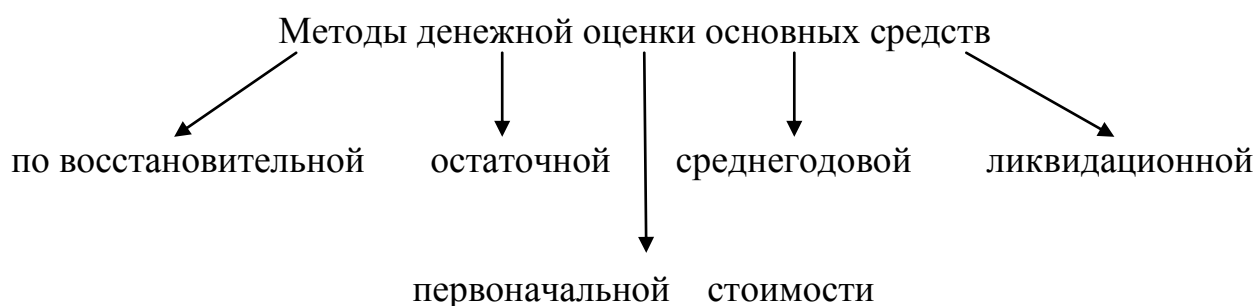 Методы денежной оценки основных средств
по восстановительной остаточной среднегодовой ликвидационной
первоначальной стоимости